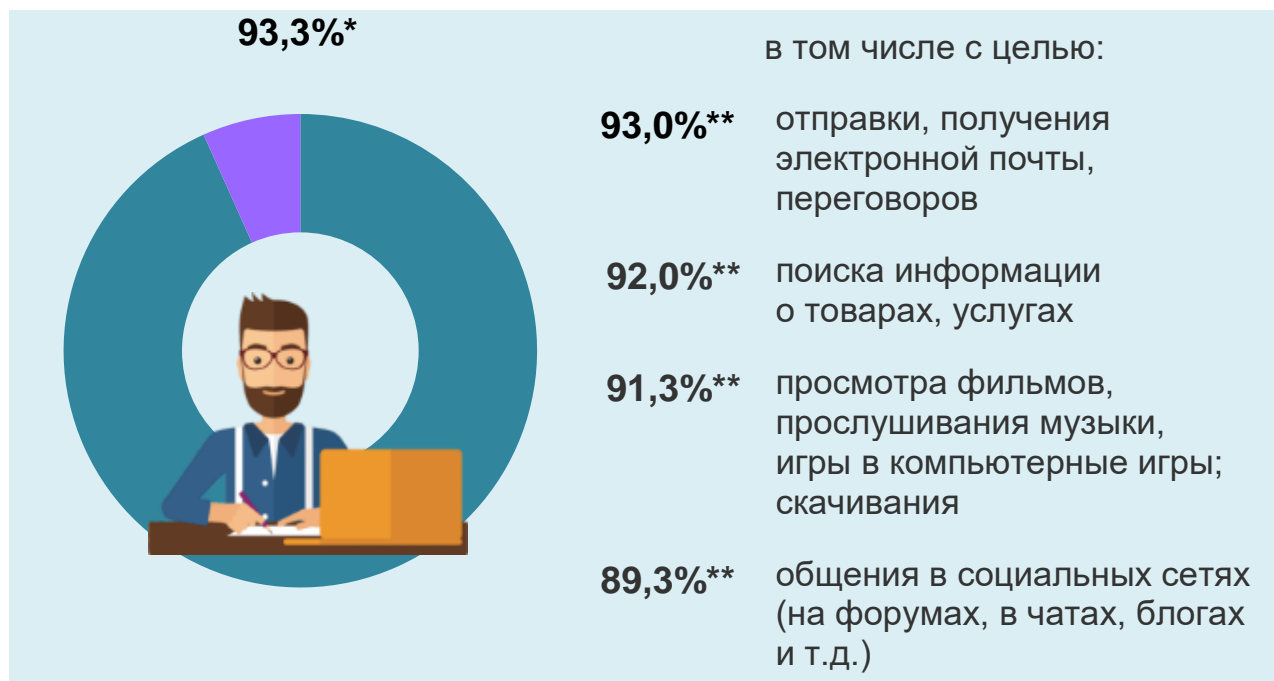 93,3%*
в том числе с целью:
93,0%** отправки, получения
электронной почты,
переговоров
92,0%** поиска информации
о товарах, услугах
91,3%** просмотра фильмов,
прослушивания музыки,
игры в компьютерные игры;
скачивания
89,3%** общения в социальных сетях
(на форумах, в чатах, блогах
и т.д.)